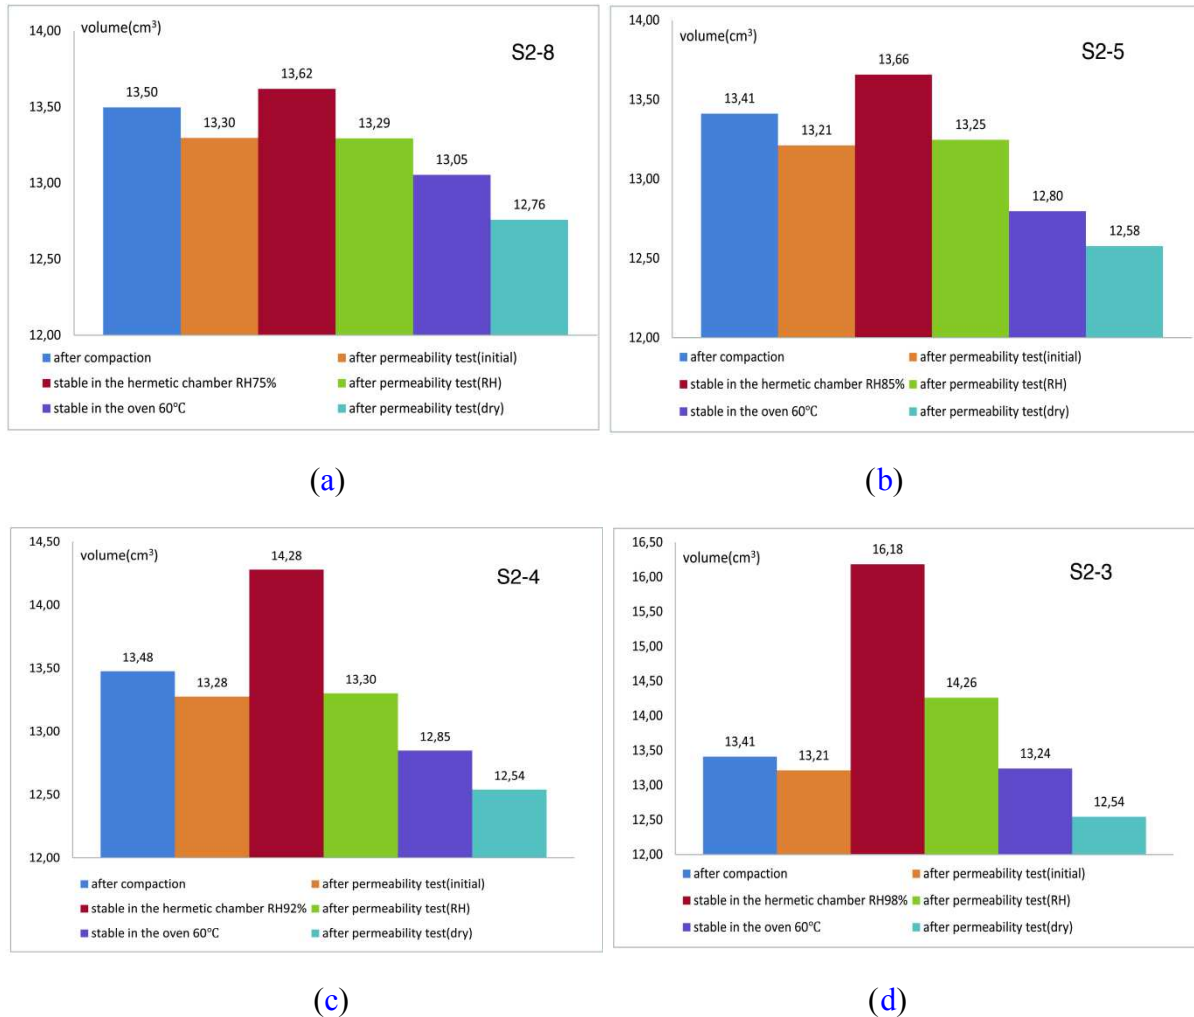 volume(cm³)
S2-8
14,00
13,50
13,00
12,50
12,00
13,50
13,30
13,62
13,29
13,05
12,76
after compaction
after permeability test(initial)
stable in the hermetic chamber RH75%
after permeability test(RH)
stable in the oven 60℃
after permeability test(dry)
(a)
volume(cm³)
S2-5
14,00
13,50
13,00
12,50
12,00
13,41
13,21
13,66
13,25
12,80
12,58
after compaction
after permeability test(initial)
stable in the hermetic chamber RH85%
after permeability test(RH)
stable in the oven 60℃
after permeability test(dry)
(b)
volume(cm³)
S2-4
14,50
14,00
13,50
13,00
12,50
12,00
13,48
13,28
14,28
13,30
12,85
12,54
after compaction
after permeability test(initial)
stable in the hermetic chamber RH92%
after permeability test(RH)
stable in the oven 60℃
after permeability test(dry)
(c)
volume(cm³)
S2-3
16,50
16,00
15,50
15,00
14,50
14,00
13,50
13,00
12,50
12,00
13,41
13,21
16,18
14,26
13,24
12,54
after compaction
after permeability test(initial)
stable in the hermetic chamber RH98%
after permeability test(RH)
stable in the oven 60℃
after permeability test(dry)
(d)